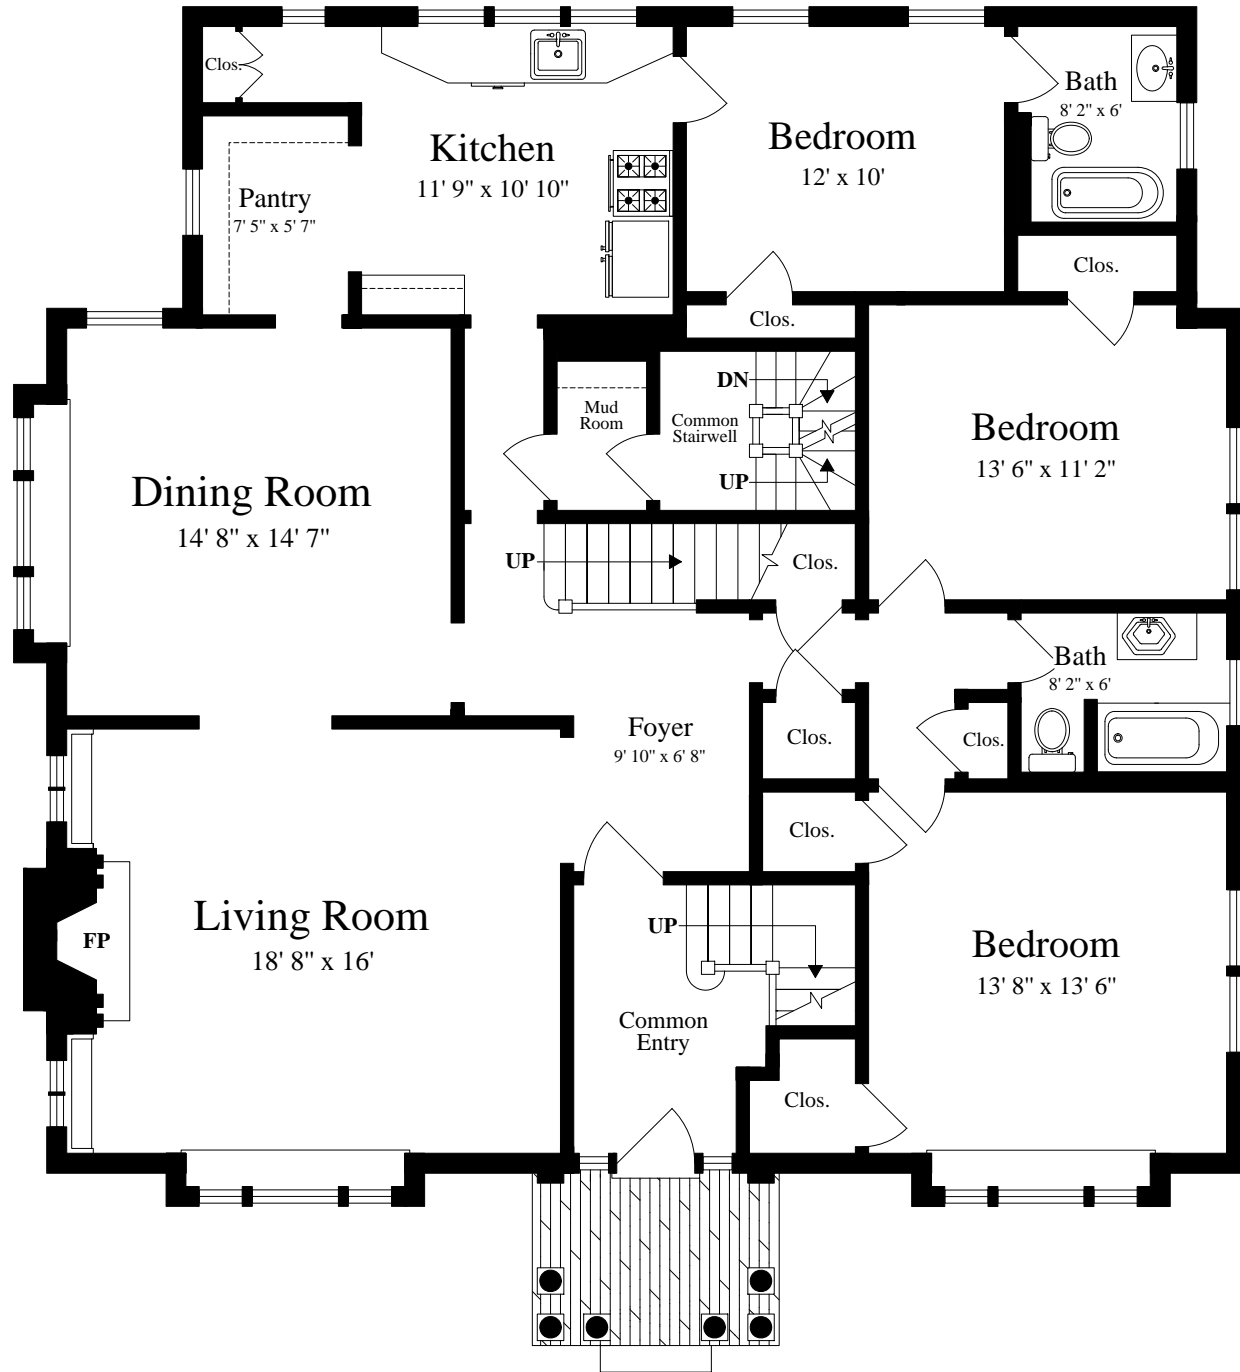 Clos.
Kitchen
11' 9" x 10' 10"
Bedroom
12' x 10'
Bath
8' 2" x 6'
Pantry
7' 5" x 5' 7"
Clos.
Clos.
DN
Mud
Room
Common
Stairwell
UP
Bedroom
13' 6" x 11' 2"
Dining Room
14' 8" x 14' 7"
UP
Clos.
Bath
8' 2" x 6'
Foyer
9' 10" x 6' 8"
Clos.
Clos.
Clos.
Living Room
18' 8" x 16'
FP
UP
Bedroom
13' 8" x 13' 6"
Common
Entry
Clos.